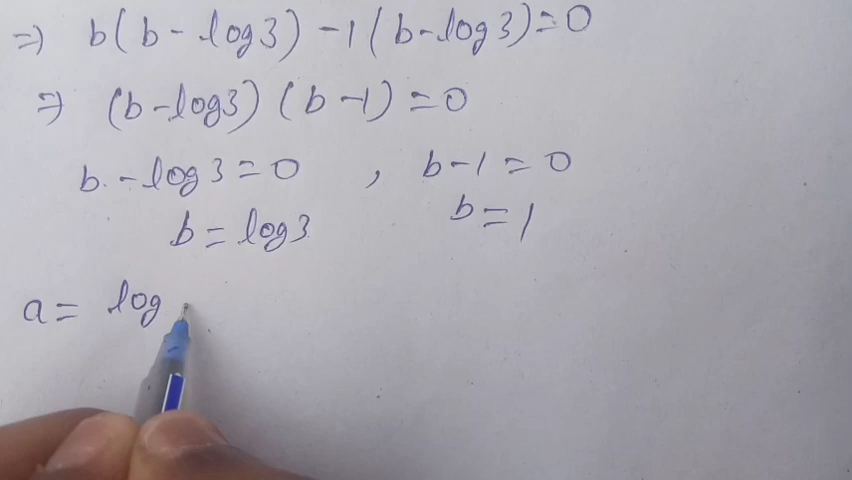 ⇒ b(b - log3) - 1(b - log3) = 0
⇒ (b - log3) (b - 1) = 0
b - log3 = 0 , b - 1 = 0
b = log3 b = 1
a = log